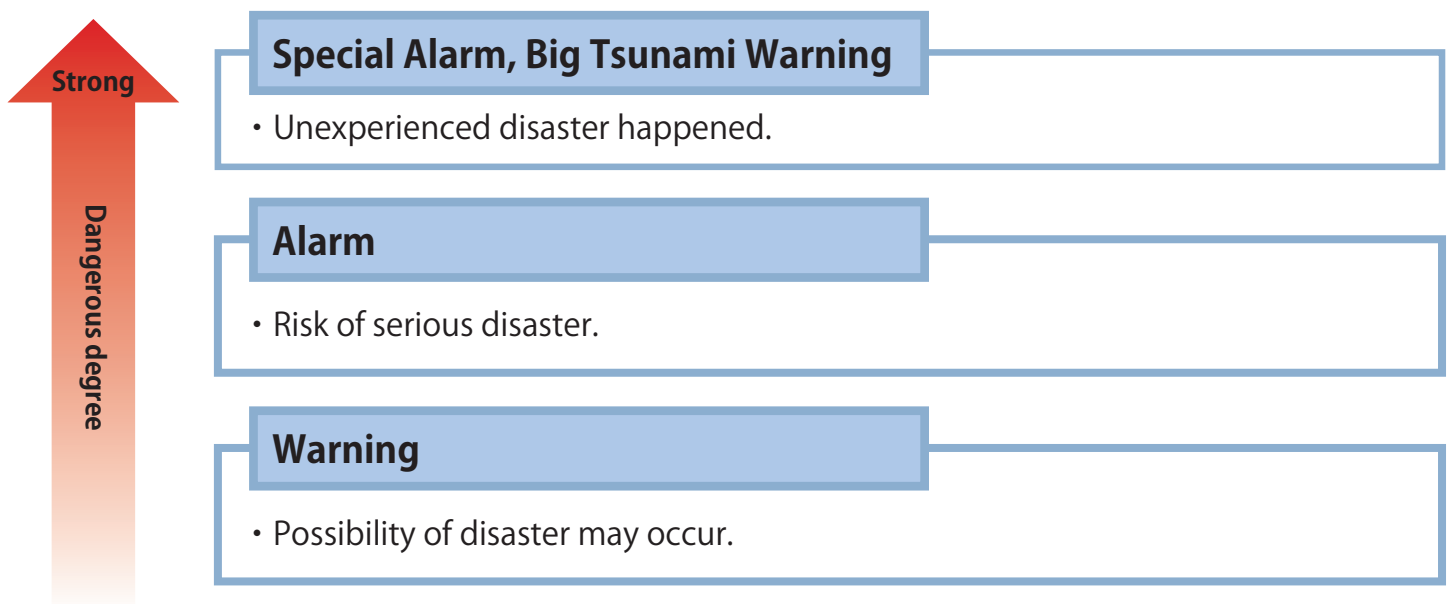 Strong
Dangerous degree
Special Alarm, Big Tsunami Warning
・Unexperienced disaster happened.
Alarm
・Risk of serious disaster.
Warning
・Possibility of disaster may occur.